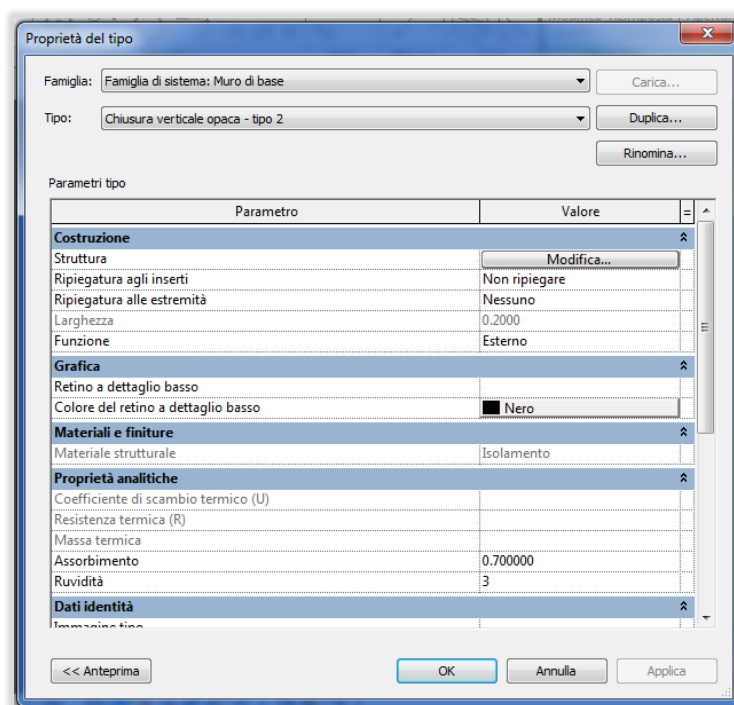 Proprietà del tipo
Famiglia: Famiglia di sistema: Muro di base Carica...
Tipo: Chiusura verticale opaca - tipo 2 Duplica...
Rinomina...
Parametri tipo
Parametro Valore =
Costruzione
Struttura Modifica...
Ripiegatura agli inserti Non ripiegare
Ripiegatura alle estremità Nessuno
Larghezza 0.2000
Funzione Esterno
Grafica
Retino a dettaglio basso
Colore del retino a dettaglio basso Nero
Materiali e finiture
Materiale strutturale Isolamento
Proprietà analitiche
Coefficiente di scambio termico (U)
Resistenza termica (R)
Massa termica
Assorbimento 0.700000
Ruvidità 3
Dati identità
Immagine tipo
<< Anteprima OK Annulla Applica